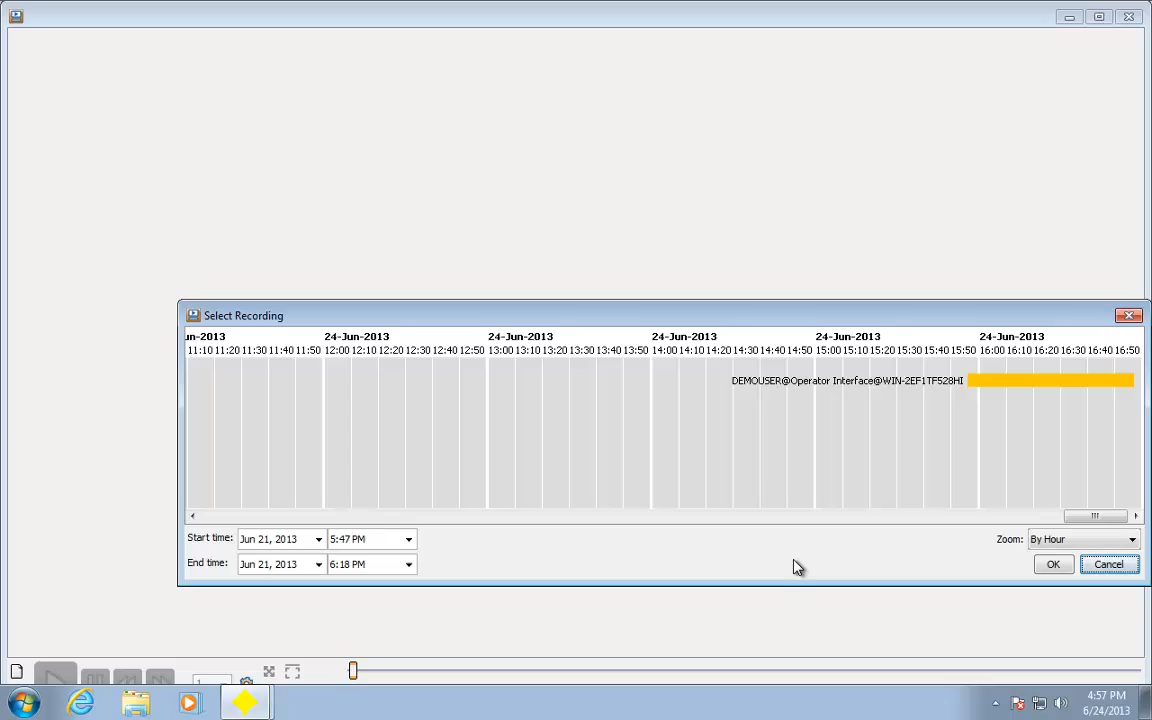 Select Recording
un-2013 24-Jun-2013 24-Jun-2013 24-Jun-2013 24-Jun-2013 24-Jun-2013
11:10 11:20 11:30 11:40 11:50 12:00 12:10 12:20 12:30 12:40 12:50 13:00 13:10 13:20 13:30 13:40 13:50 14:00 14:10 14:20 14:30 14:40 14:50 15:00 15:10 15:20 15:30 15:40 15:50 16:00 16:10 16:20 16:30 16:40 16:50
DEMOUSER@Operator Interface@WIN-2EF1TF528HI
Start time: Jun 21, 2013 5:47 PM Zoom: By Hour
End time: Jun 21, 2013 6:18 PM OK Cancel
1
4:57 PM
6/24/2013